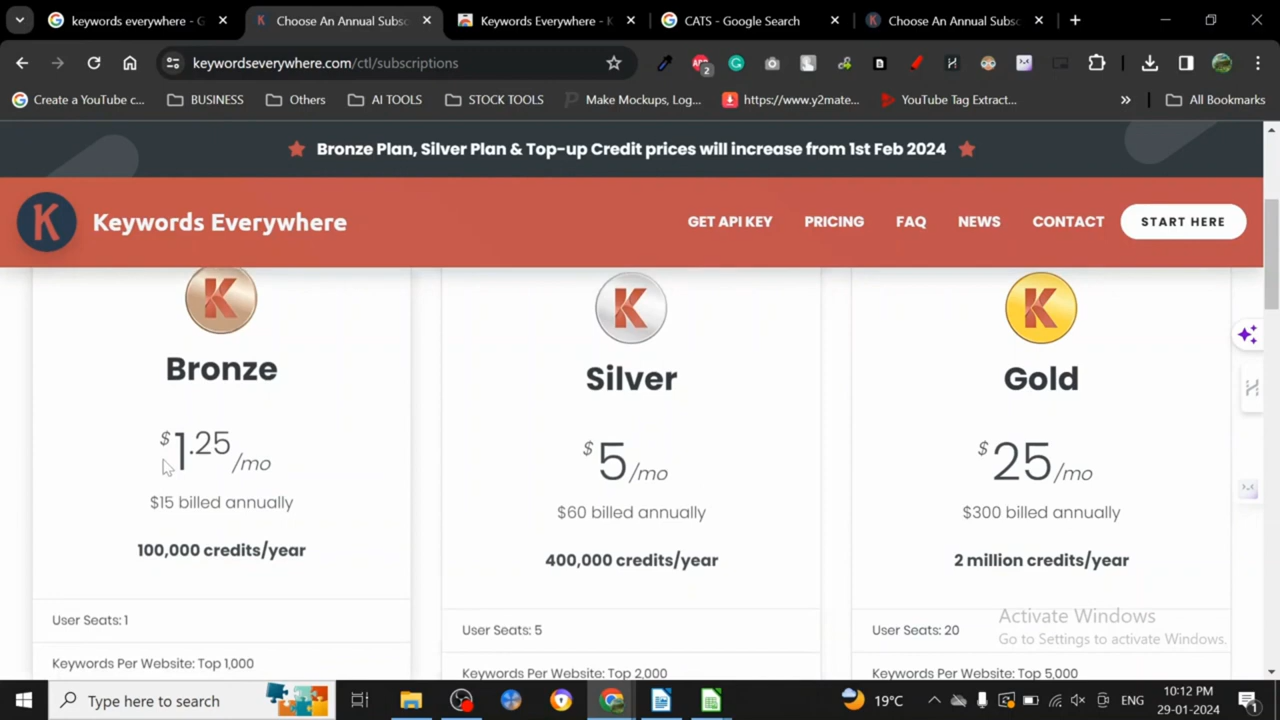 keywords everywhere - G
Choose An Annual Subsc
Keywords Everywhere - K
CATS - Google Search
Choose An Annual Subsc
keywordseverywhere.com/ctl/subscriptions
2
Create a YouTube c...
BUSINESS
Others
AI TOOLS
STOCK TOOLS
Make Mockups, Log...
https://www.y2mate...
YouTube Tag Extract...
»
All Bookmarks
Bronze Plan, Silver Plan & Top-up Credit prices will increase from 1st Feb 2024
K
Keywords Everywhere
GET API KEY
PRICING
FAQ
NEWS
CONTACT
START HERE
K
Bronze
$1.25/mo
$15 billed annually
100,000 credits/year
User Seats: 1
Keywords Per Website: Top 1,000
K
Silver
$5/mo
$60 billed annually
400,000 credits/year
User Seats: 5
Keywords Per Website: Top 2,000
K
Gold
$25/mo
$300 billed annually
2 million credits/year
User Seats: 20
Keywords Per Website: Top 5,000
Activate Windows
Go to Settings to activate Windows.
Type here to search
19°C
ENG
10:12 PM
29-01-2024
1